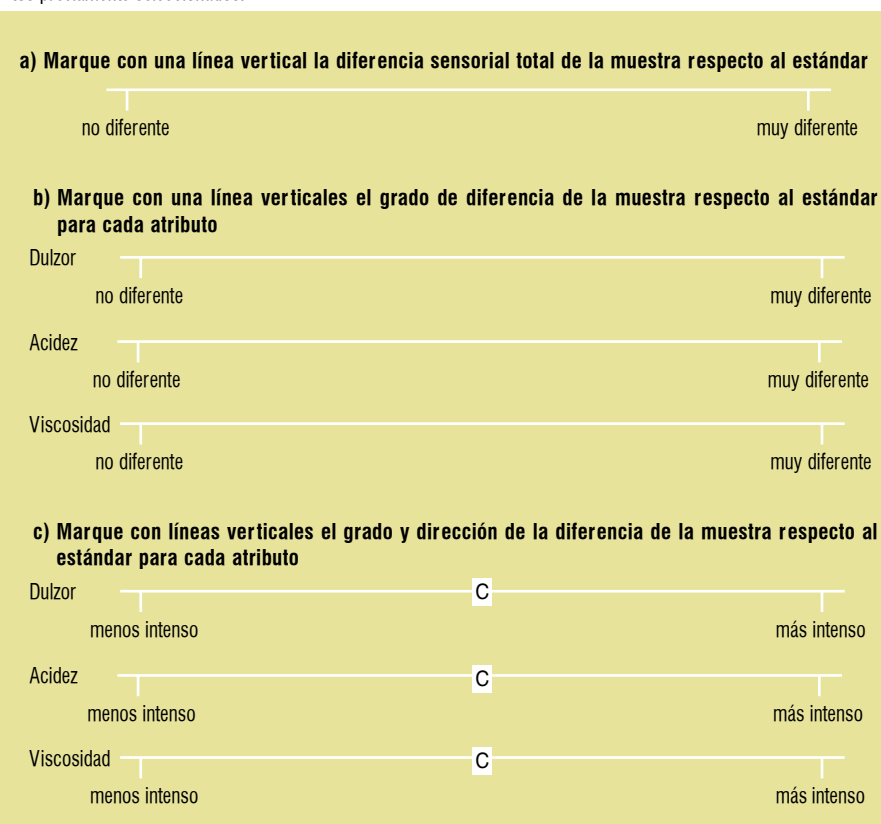 a) Marque con una línea vertical la diferencia sensorial total de la muestra respecto al estándar
no diferente muy diferente
b) Marque con una línea verticales el grado de diferencia de la muestra respecto al estándar
para cada atributo
Dulzor
no diferente muy diferente
Acidez
no diferente muy diferente
Viscosidad
no diferente muy diferente
c) Marque con líneas verticales el grado y dirección de la diferencia de la muestra respecto al
estándar para cada atributo
Dulzor C
menos intenso más intenso
Acidez C
menos intenso más intenso
Viscosidad C
menos intenso más intenso